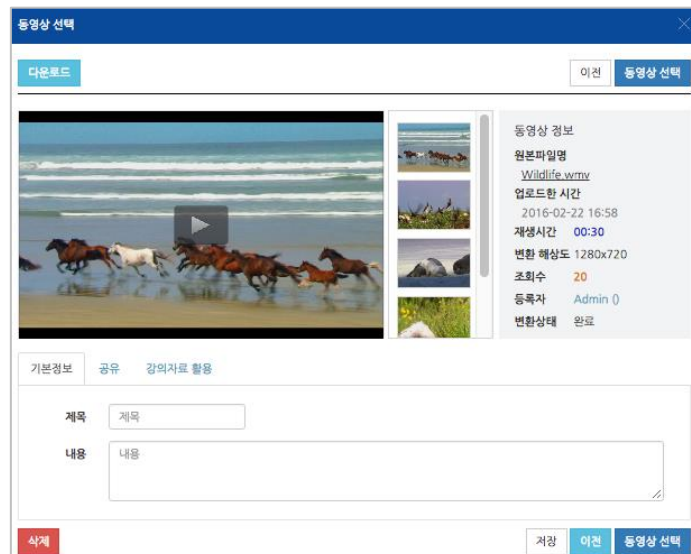 동영상 선택
다운로드
이전
동영상 선택
동영상 정보
원본파일명
Wildlife.wmv
업로드한 시간
2016-02-22 16:58
재생시간 00:30
변환 해상도 1280x720
조회수 20
등록자 Admin ()
변환상태 완료
기본정보 공유 강의자료 활용
제목 제목
내용 내용
삭제
저장
이전
동영상 선택